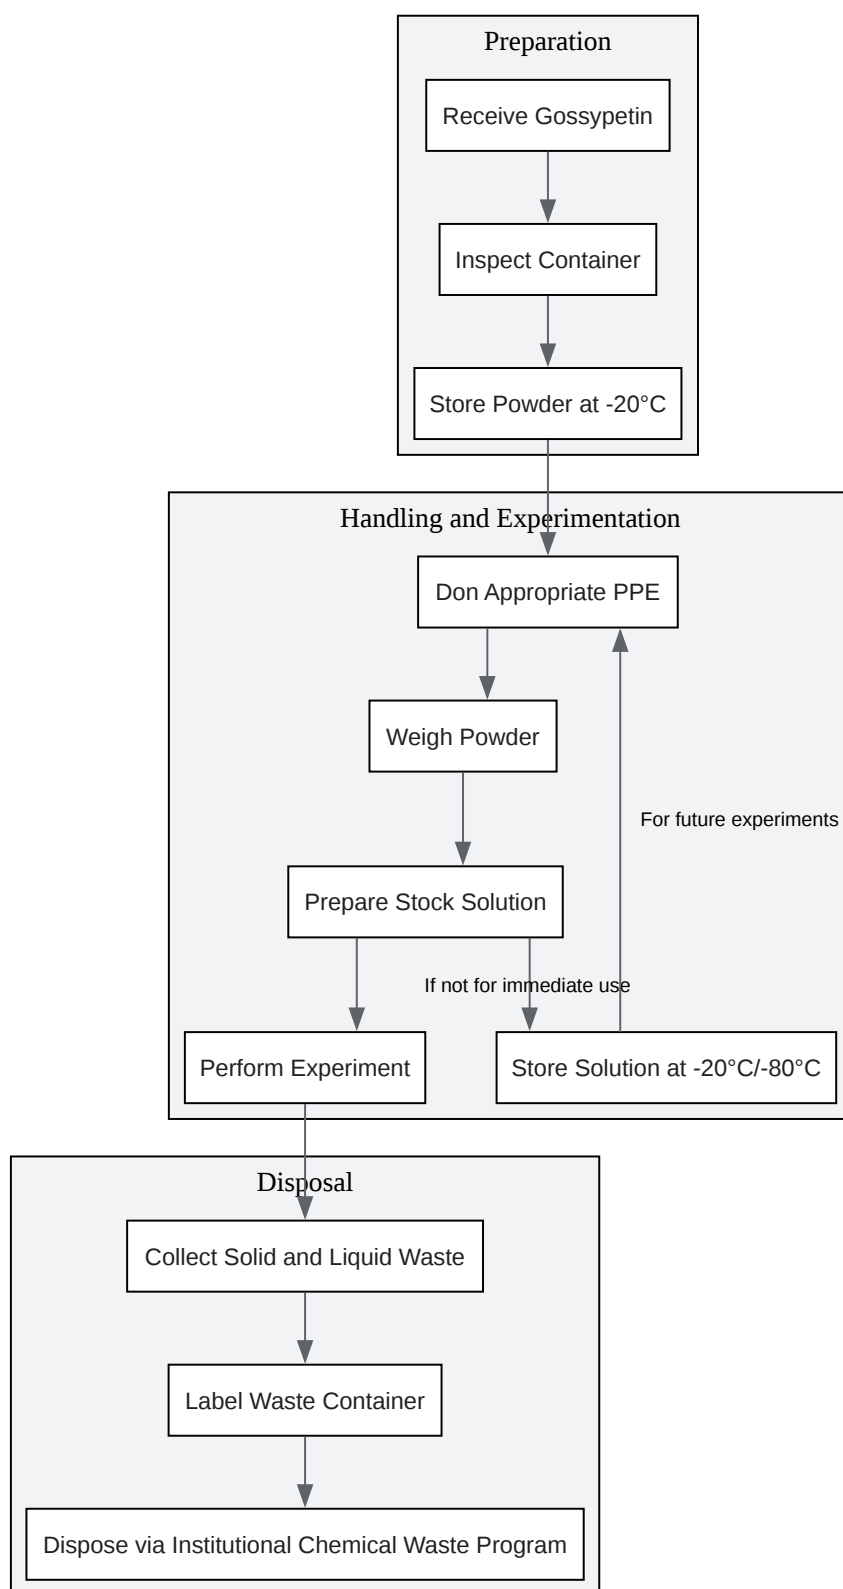 Preparation
Receive Gossypetin
Inspect Container
Store Powder at -20°C
Handling and Experimentation
Don Appropriate PPE
Weigh Powder
For future experiments
Prepare Stock Solution
If not for immediate use
Perform Experiment
Store Solution at -20°C/-80°C
Disposal
Collect Solid and Liquid Waste
Label Waste Container
Dispose via Institutional Chemical Waste Program